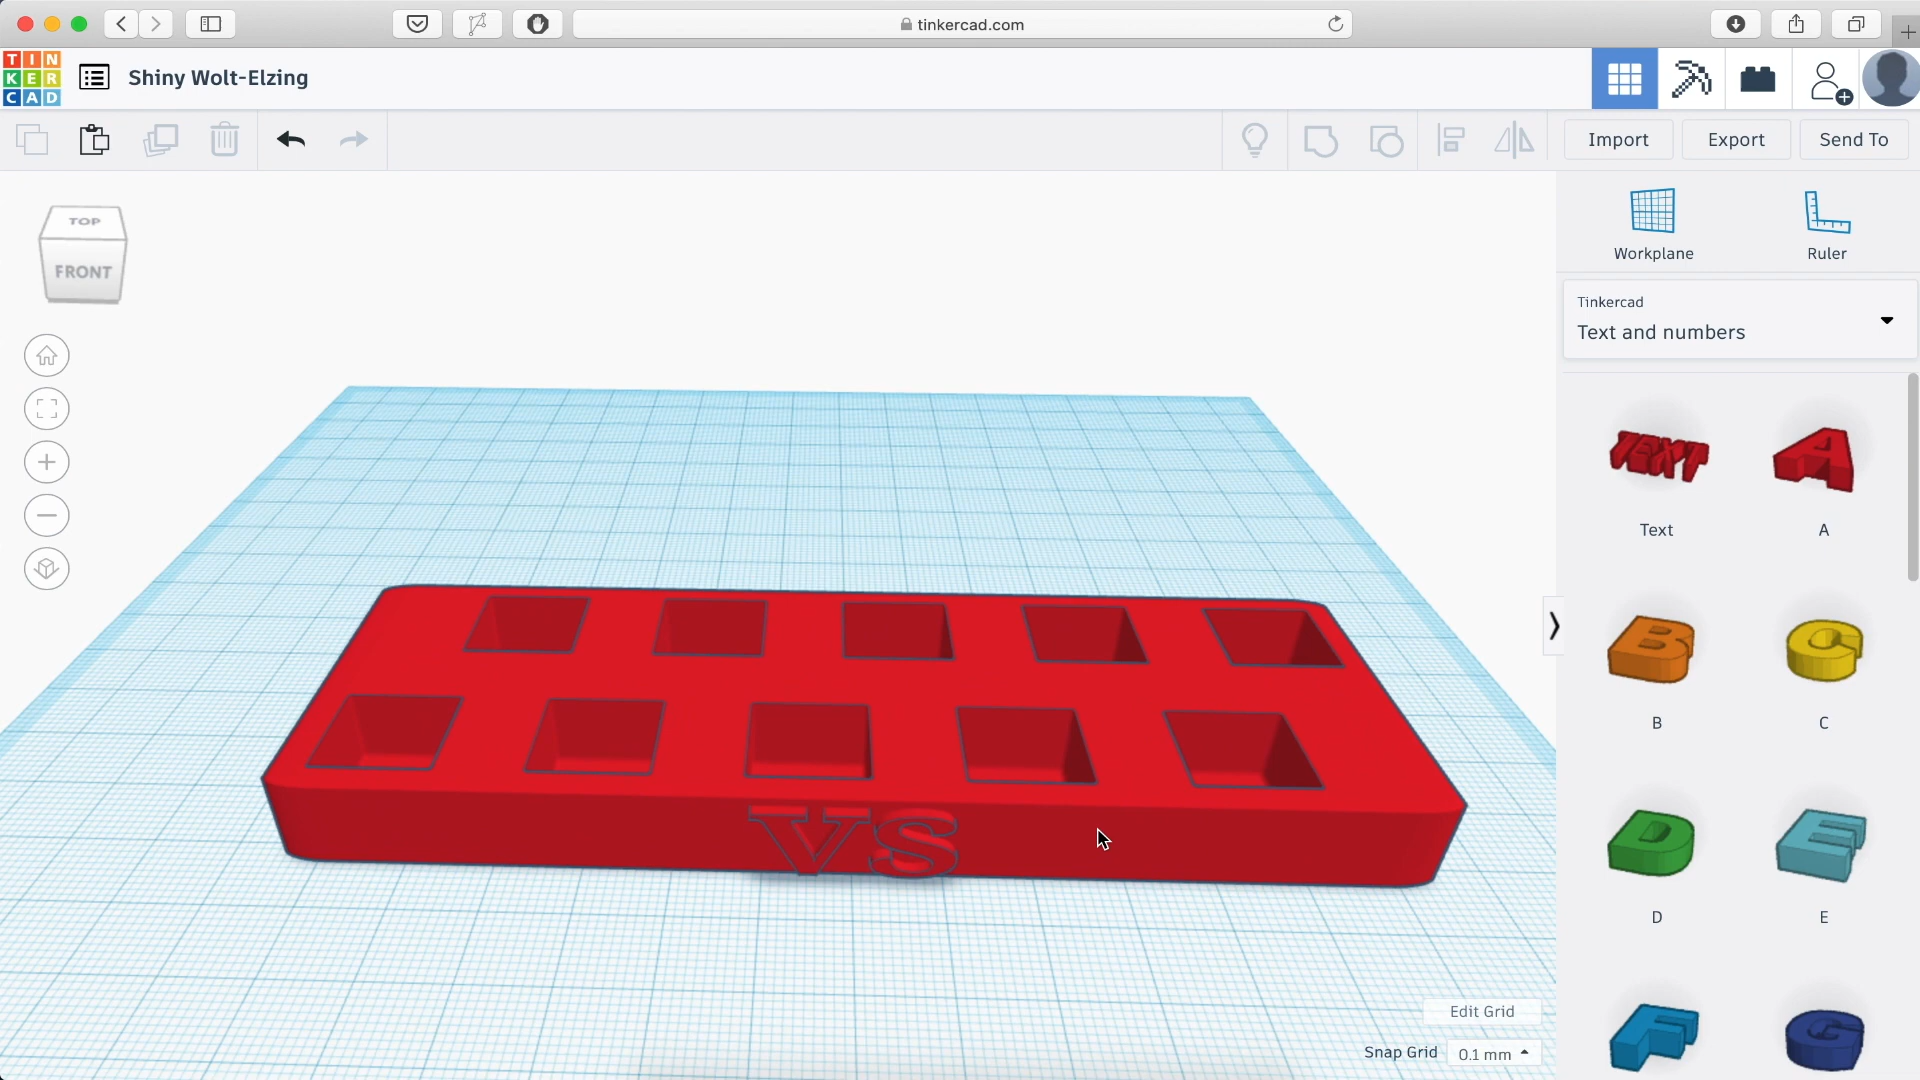 tinkercad.com
TIN
KER
CAD
Shiny Wolt-Elzing
Import
Export
Send To
TOP
FRONT
Workplane
Ruler
Tinkercad
Text and numbers
TEXT
A
Text
A
B
C
B
C
D
E
D
E
F
G
VS
Edit Grid
Snap Grid
0.1 mm